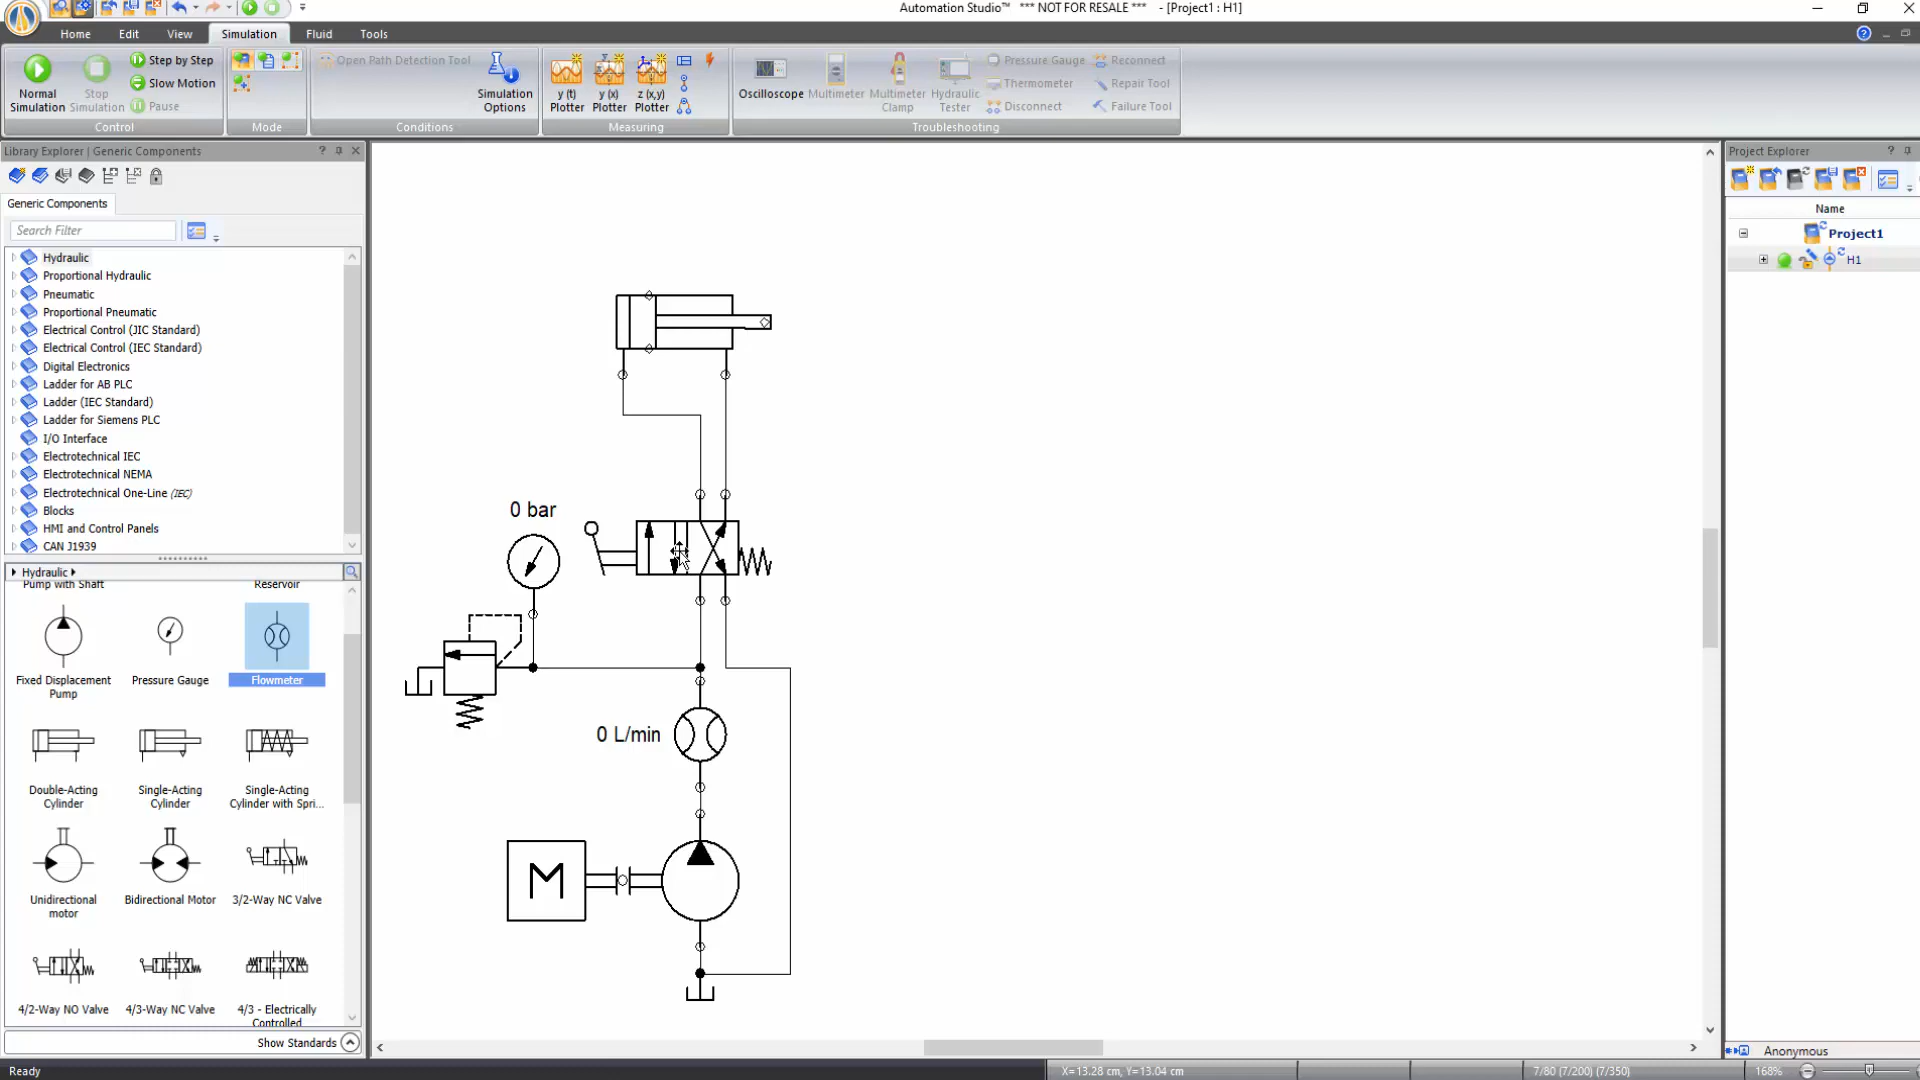 Automation Studio™ *** NOT FOR RESALE *** - [Project1 : H1]
Home Edit View Simulation Fluid Tools
Normal Simulation
Stop Simulation
Step by Step
Slow Motion
Pause
Control
Mode
Open Path Detection Tool
Simulation Options
Conditions
y (t) Plotter
y (x) Plotter
z (x,y) Plotter
Measuring
Oscilloscope
Multimeter
Multimeter Clamp
Hydraulic Tester
Pressure Gauge
Thermometer
Disconnect
Reconnect
Repair Tool
Failure Tool
Troubleshooting
Library Explorer | Generic Components
Generic Components
Search Filter
Hydraulic
Proportional Hydraulic
Pneumatic
Proportional Pneumatic
Electrical Control (JIC Standard)
Electrical Control (IEC Standard)
Digital Electronics
Ladder for AB PLC
Ladder (IEC Standard)
Ladder for Siemens PLC
I/O Interface
Electrotechnical IEC
Electrotechnical NEMA
Electrotechnical One-Line (IEC)
Blocks
HMI and Control Panels
CAN J1939
Hydraulic
Pump with Shaft
Reservoir
Fixed Displacement Pump
Pressure Gauge
Flowmeter
Double-Acting Cylinder
Single-Acting Cylinder
Single-Acting Cylinder with Spri...
Unidirectional motor
Bidirectional Motor
3/2-Way NC Valve
4/2-Way NO Valve
4/3-Way NC Valve
4/3 - Electrically Controlled
Show Standards
0 bar
0 L/min
M
Project Explorer
Name
Project1
H1
Anonymous
Ready
X=13.28 cm, Y=13.04 cm
7/80 (7/200) (7/350)
168%